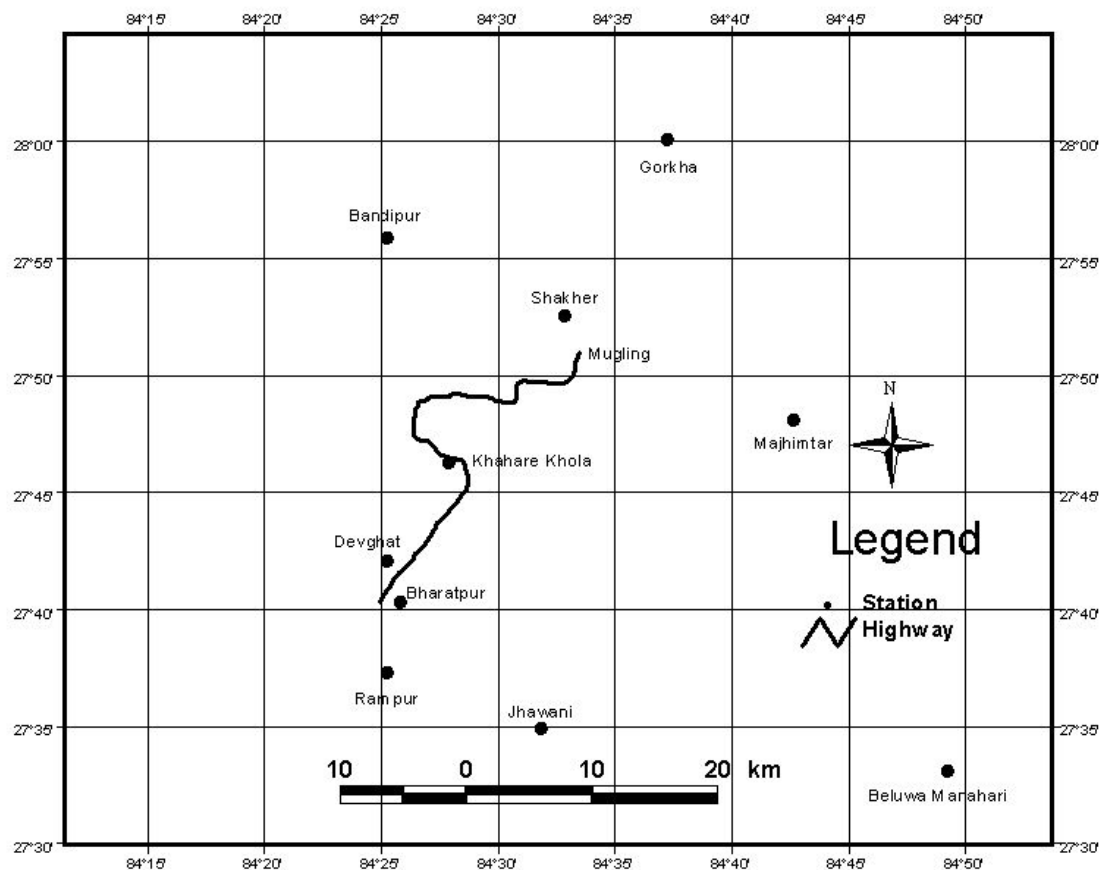 84°15' 84°20' 84°25' 84°30' 84°35' 84°40' 84°45' 84°50'
28°00' 28°00'
Gorkha
Bandipur
27°55' 27°55'
Shakher
Mugling
27°50' 27°50'
N
Majhimtar
Khahare Khola
27°45' 27°45'
Legend
Devghat
Bharatpur
Station
27°40' 27°40'
Highway
Rampur
Jhawani
27°35' 27°35'
10 0 10 20 km
Beluwa Manahari
27°30' 27°30'
84°15' 84°20' 84°25' 84°30' 84°35' 84°40' 84°45' 84°50'